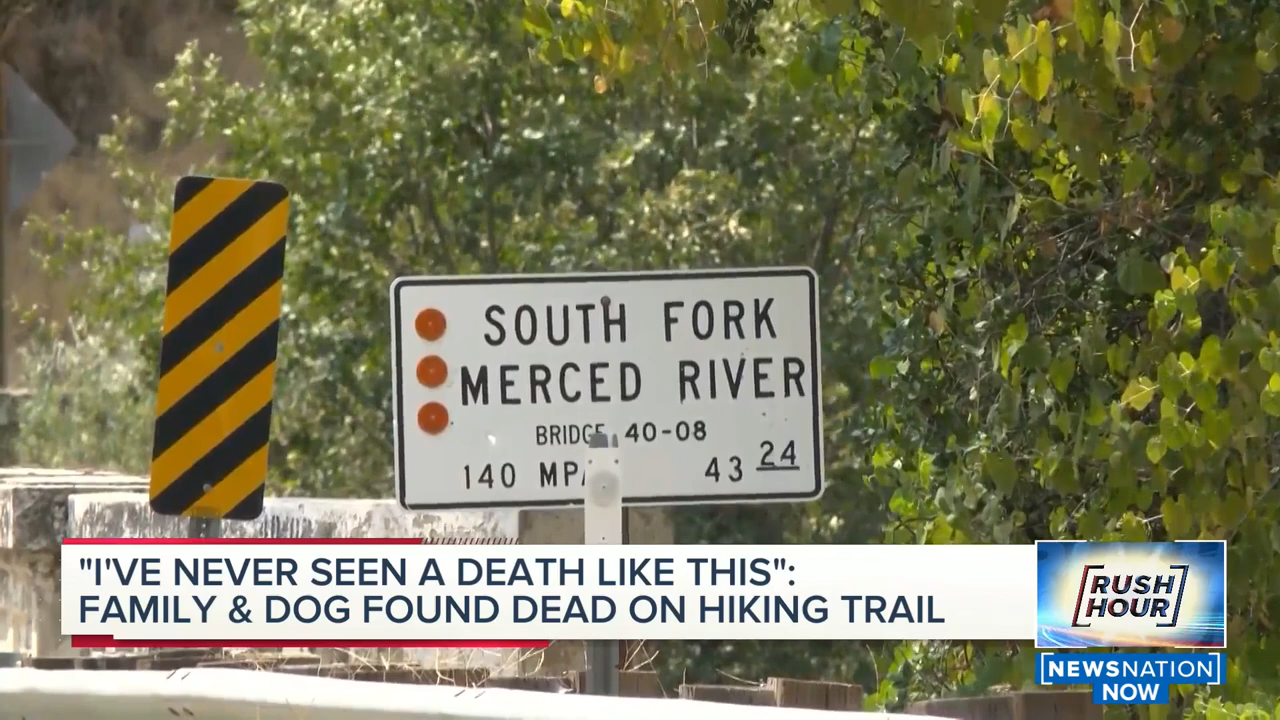 SOUTH FORK
MERCED RIVER
BRIDGE 40-08
140 MPA 43 24
"I'VE NEVER SEEN A DEATH LIKE THIS":
FAMILY & DOG FOUND DEAD ON HIKING TRAIL
RUSH
HOUR
NEWSNATION
NOW